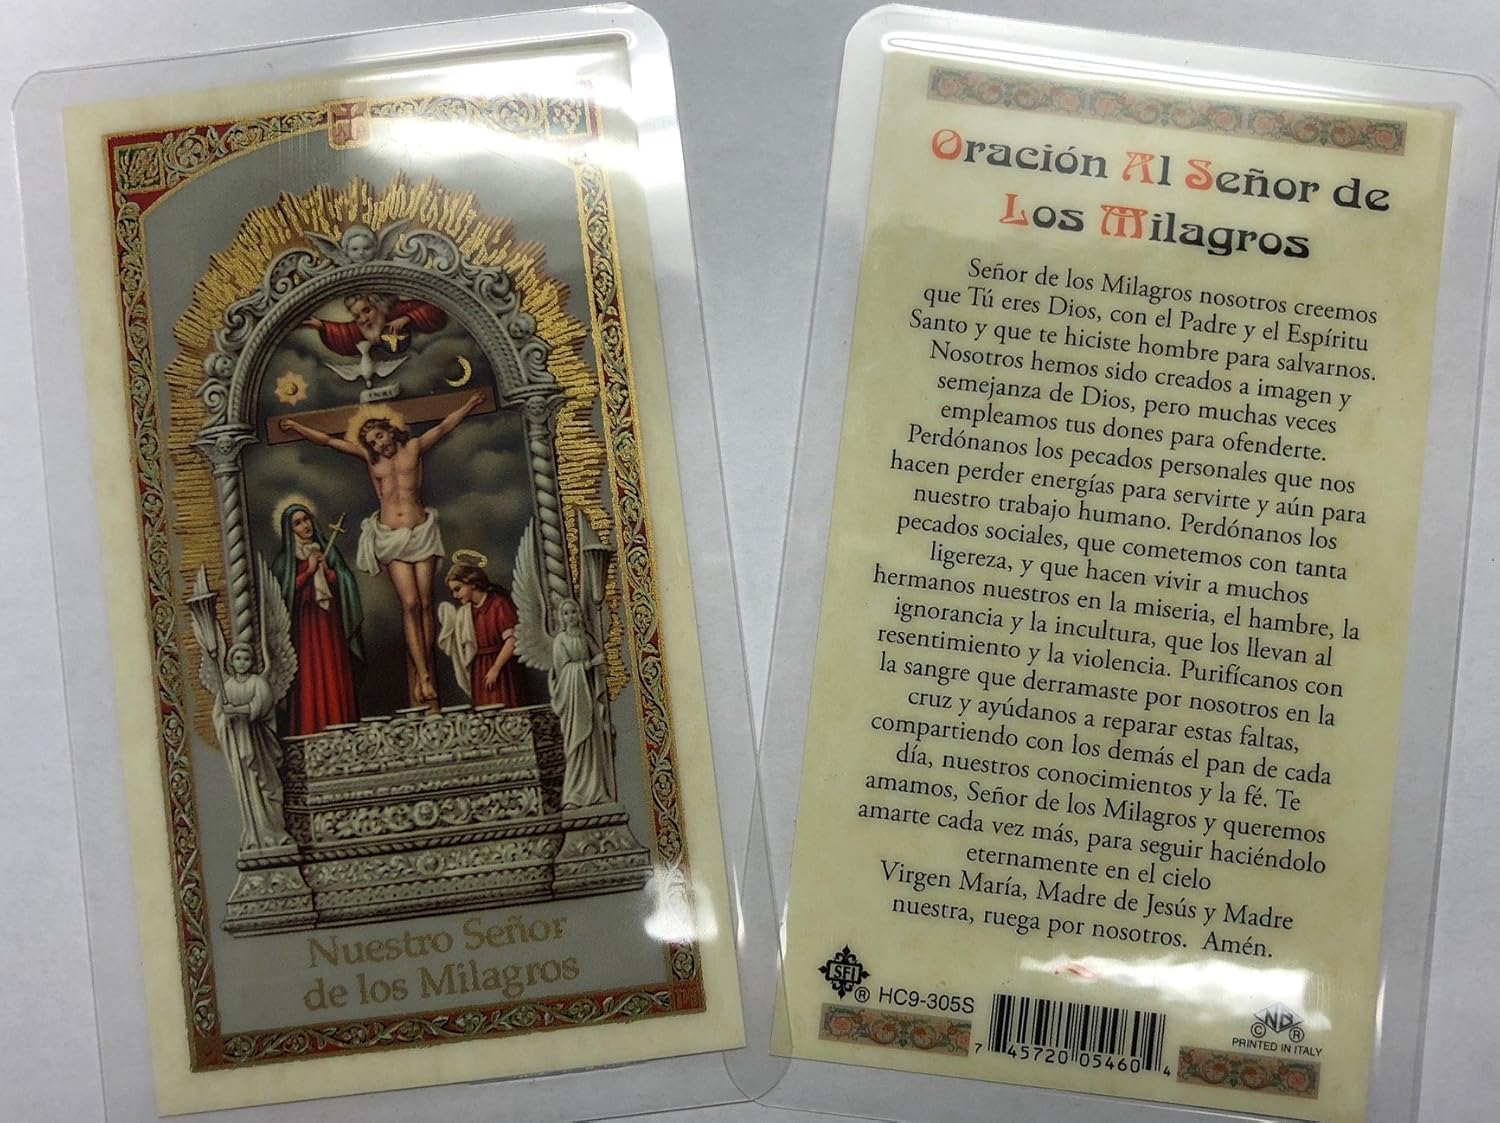 INRI
Nuestro Señor
de los Milagros
Oración Al Señor de
Los Milagros
Señor de los Milagros nosotros creemos
que Tú eres Dios, con el Padre y el Espíritu
Santo y que te hiciste hombre para salvarnos.
Nosotros hemos sido creados a imagen y
semejanza de Dios, pero muchas veces
empleamos tus dones para ofenderte.
Perdónanos los pecados personales que nos
hacen perder energías para servirte y aún para
nuestro trabajo humano. Perdónanos los
pecados sociales, que cometemos con tanta
ligereza, y que hacen vivir a muchos
hermanos nuestros en la miseria, el hambre, la
ignorancia y la incultura, que los llevan al
resentimiento y la violencia. Purifícanos con
la sangre que derramaste por nosotros en la
cruz y ayúdanos a reparar estas faltas,
compartiendo con los demás el pan de cada
día, nuestros conocimientos y la fé. Te
amamos, Señor de los Milagros y queremos
amarte cada vez más, para seguir haciéndolo
eternamente en el cielo
Virgen María, Madre de Jesús y Madre
nuestra, ruega por nosotros. Amén.
SFI ® HC9-305S
7 45720 05460 4
© NB ®
PRINTED IN ITALY